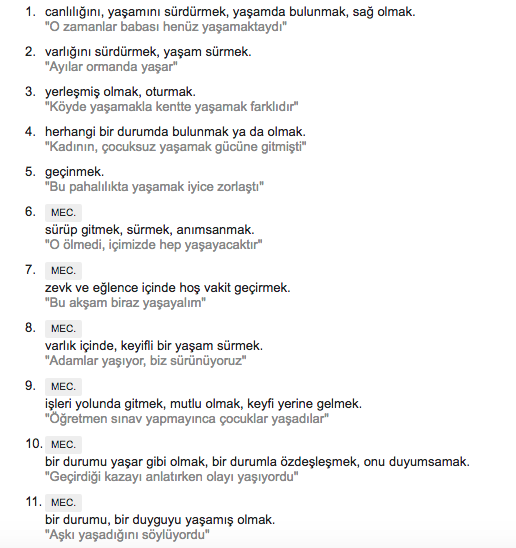 1. canlılığını, yaşamını sürdürmek, yaşamda bulunmak, sağ olmak.
"O zamanlar babası henüz yaşamaktaydı"
2. varlığını sürdürmek, yaşam sürmek.
"Ayılar ormanda yaşar"
3. yerleşmiş olmak, oturmak.
"Köyde yaşamakla kentte yaşamak farklıdır"
4. herhangi bir durumda bulunmak ya da olmak.
"Kadının, çocuksuz yaşamak gücüne gitmişti"
5. geçinmek.
"Bu pahalılıkta yaşamak iyice zorlaştı"
6. MEC.
sürüp gitmek, sürmek, anımsanmak.
"O ölmedi, içimizde hep yaşayacaktır"
7. MEC.
zevk ve eğlence içinde hoş vakit geçirmek.
"Bu akşam biraz yaşayalım"
8. MEC.
varlık içinde, keyifli bir yaşam sürmek.
"Adamlar yaşıyor, biz sürünüyoruz"
9. MEC.
işleri yolunda gitmek, mutlu olmak, keyfi yerine gelmek.
"Öğretmen sınav yapmayınca çocuklar yaşadılar"
10. MEC.
bir durumu yaşar gibi olmak, bir durumla özdeşleşmek, onu duyumsamak.
"Geçirdiği kazayı anlatırken olayı yaşıyordu"
11. MEC.
bir durumu, bir duyguyu yaşamış olmak.
"Aşkı yaşadığını söylüyordu"